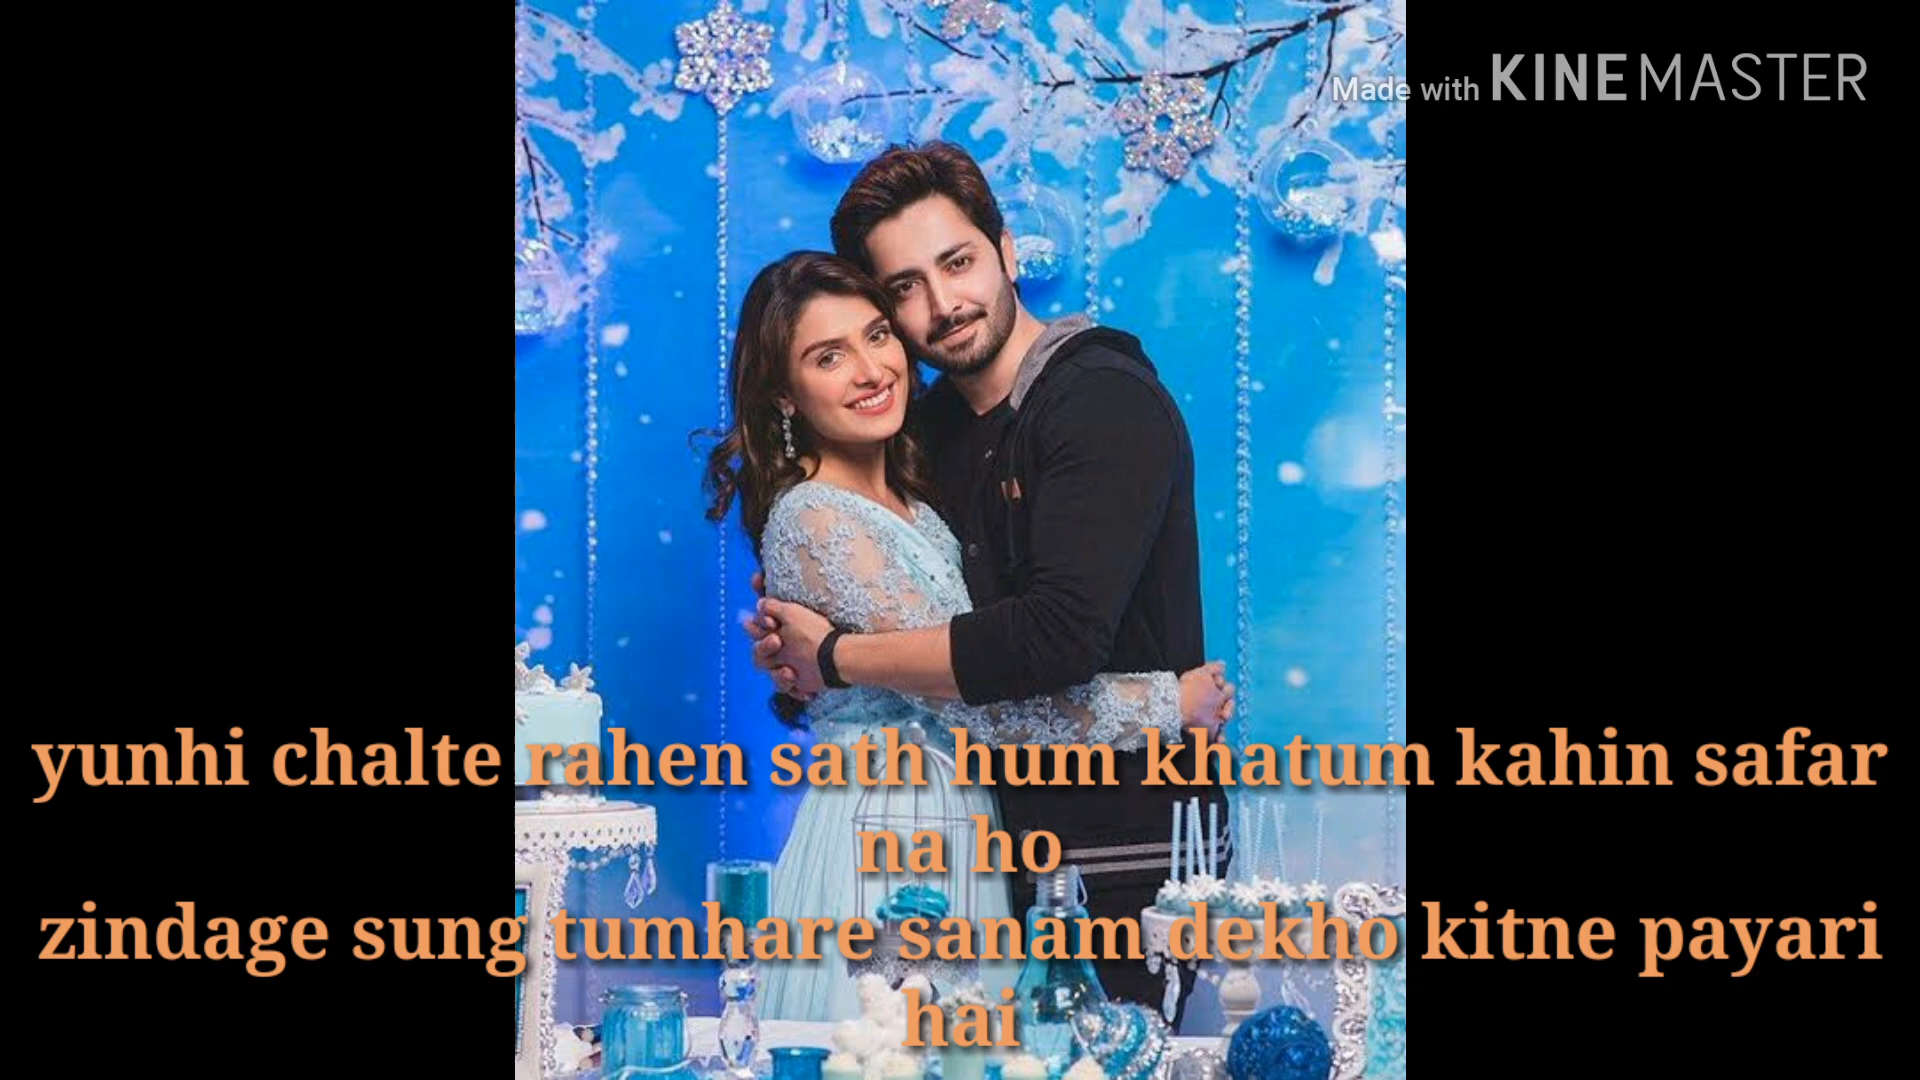 Made with KINEMASTER
yunhi chalte rahen sath hum khatum kahin safar
na ho
zindage sung tumhare sanam dekho kitne payari
hai